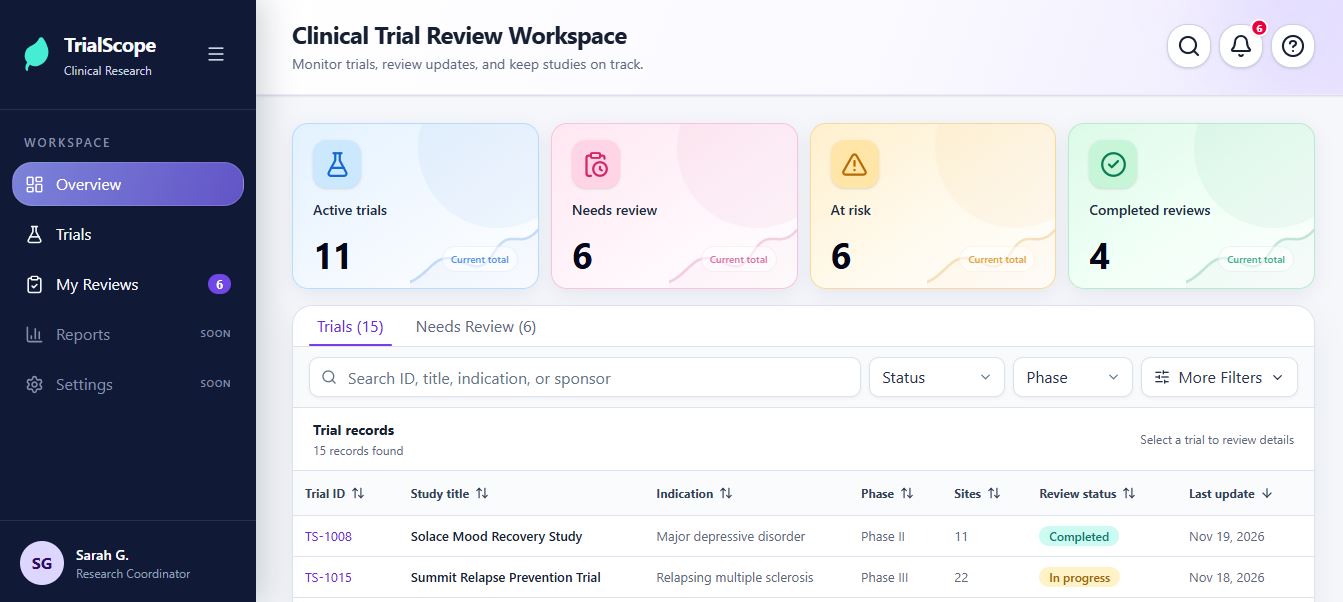 TrialScope
Clinical Research
WORKSPACE
Overview
Trials
My Reviews 6
Reports SOON
Settings SOON
SG
Sarah G.
Research Coordinator
Clinical Trial Review Workspace
Monitor trials, review updates, and keep studies on track.
6
Active trials
11
Current total
Needs review
6
Current total
At risk
6
Current total
Completed reviews
4
Current total
Trials (15) Needs Review (6)
Search ID, title, indication, or sponsor Status Phase More Filters
Trial records
15 records found
Select a trial to review details
Trial ID Study title Indication Phase Sites Review status Last update
TS-1008 Solace Mood Recovery Study Major depressive disorder Phase II 11 Completed Nov 19, 2026
TS-1015 Summit Relapse Prevention Trial Relapsing multiple sclerosis Phase III 22 In progress Nov 18, 2026